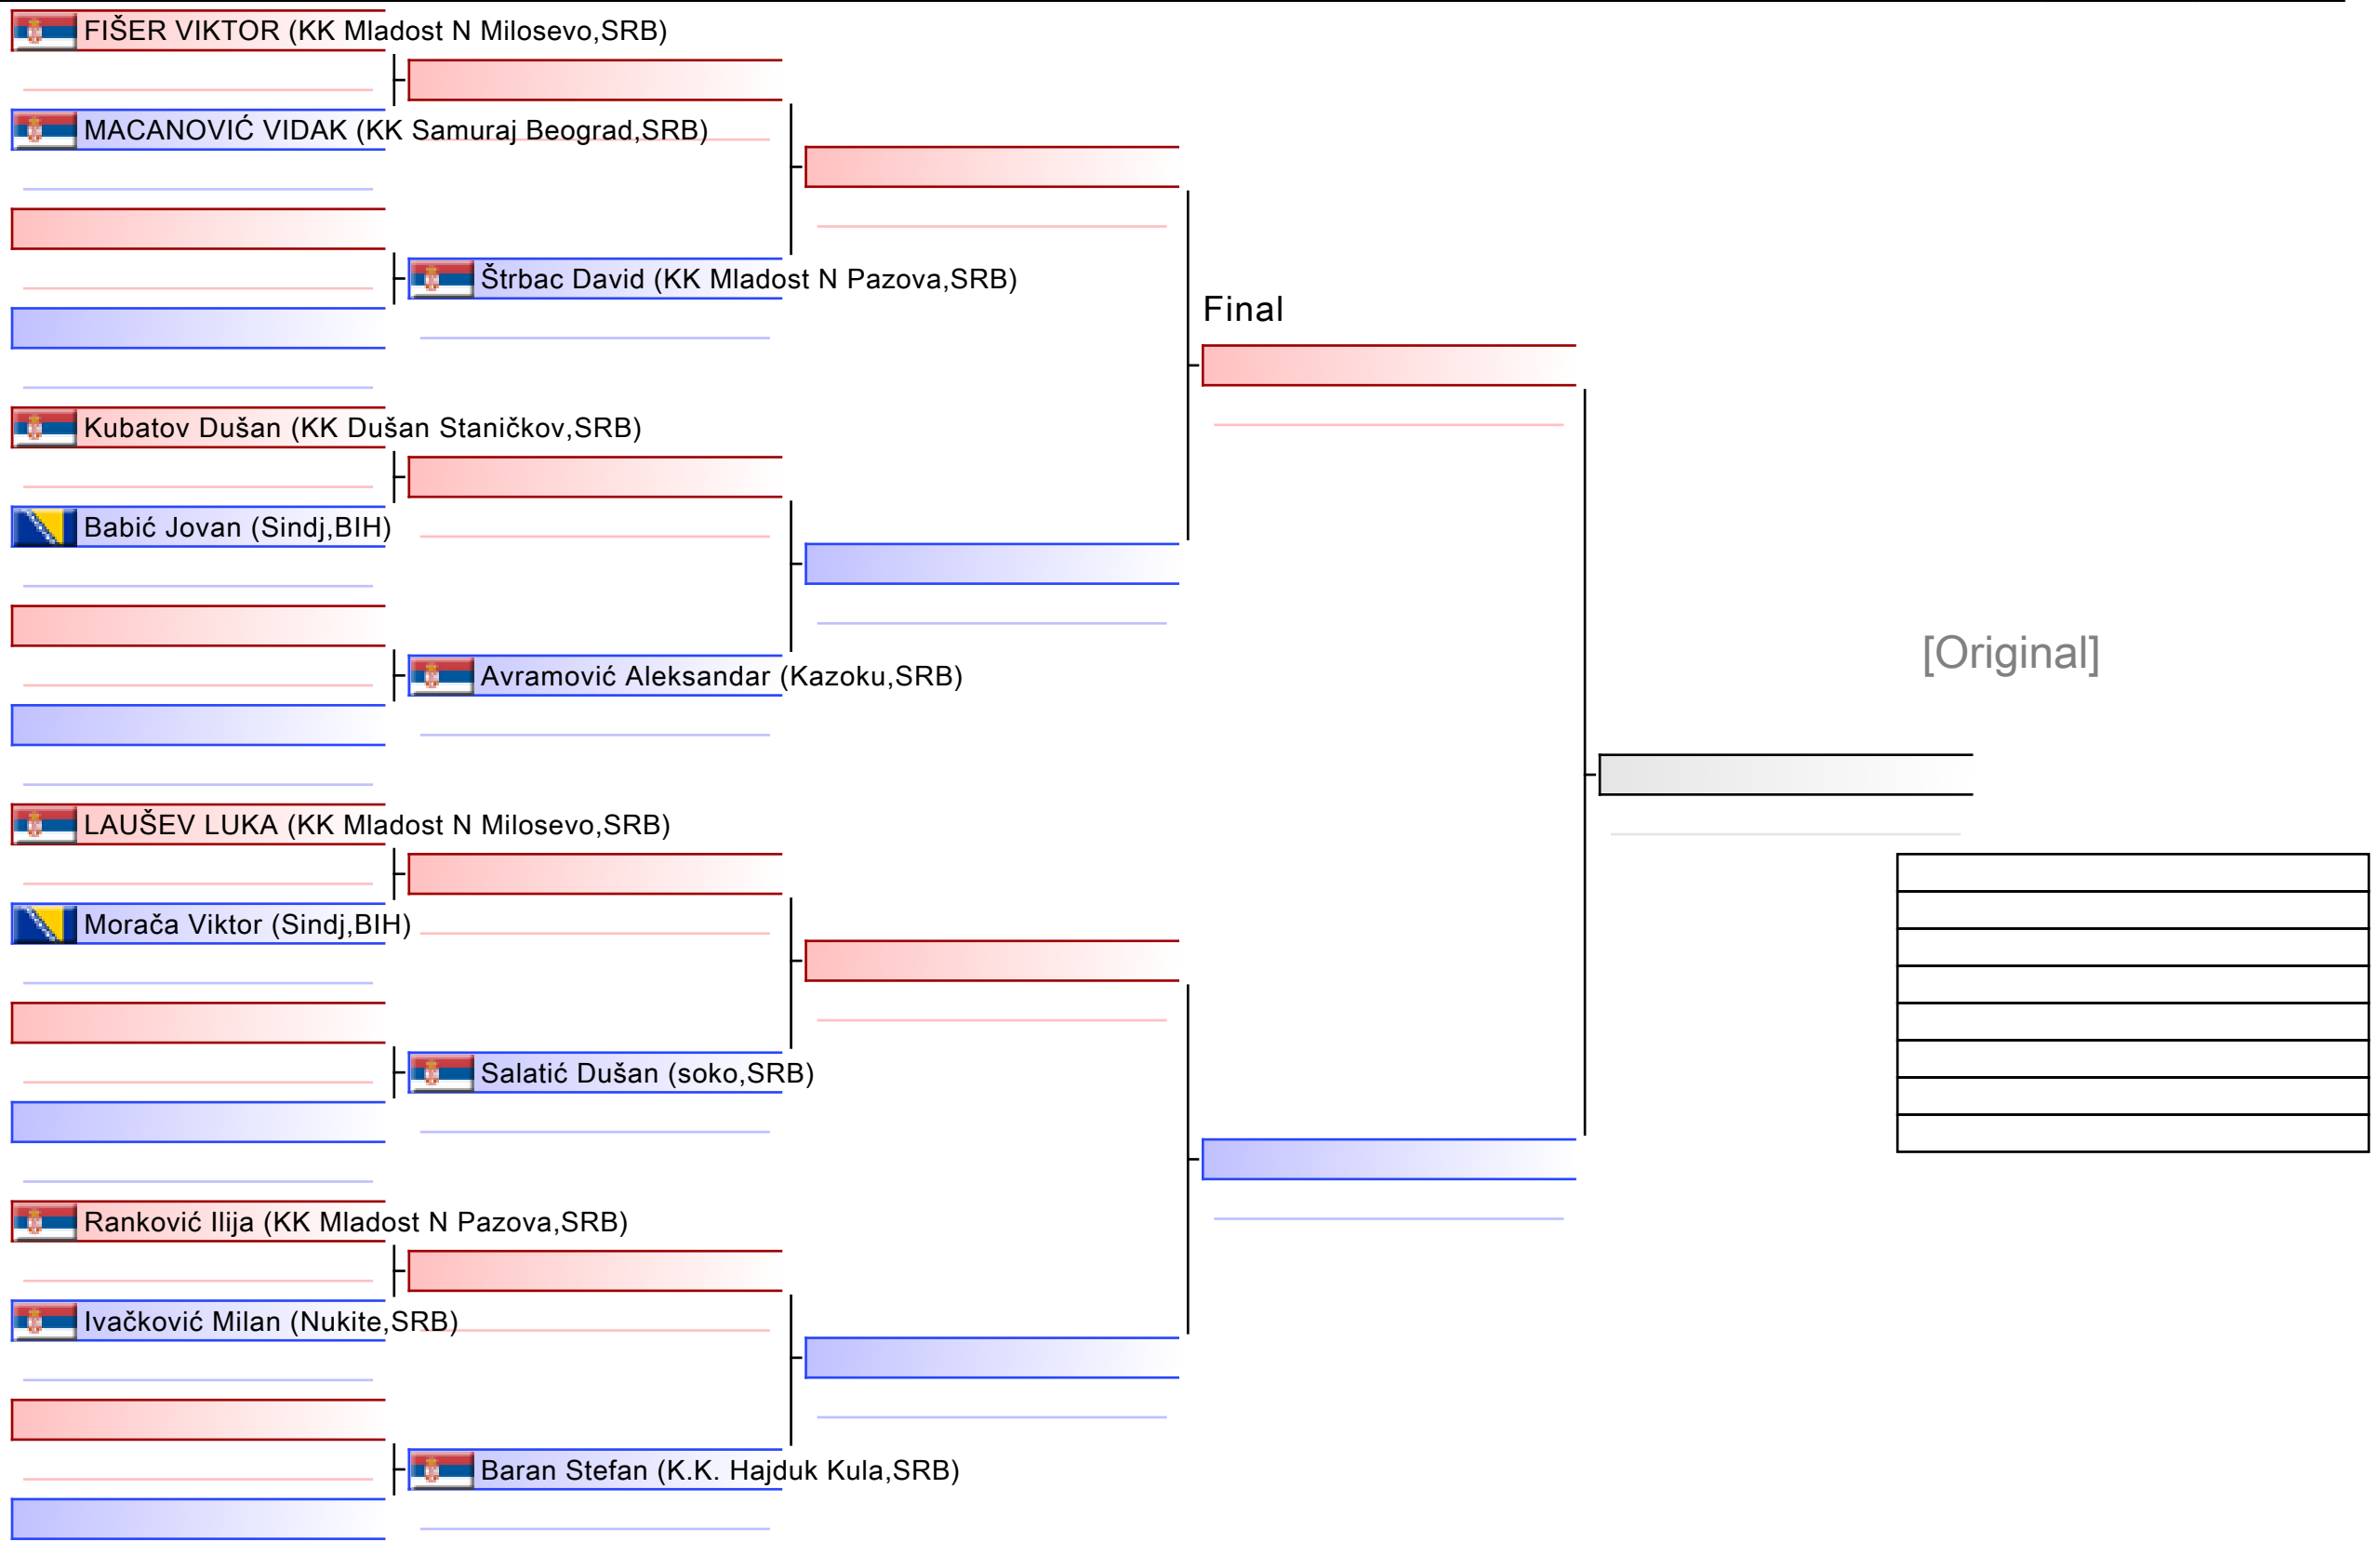 FIŠER VIKTOR (KK Mladost N Milosevo,SRB)
MACANOVIĆ VIDAK (KK Samuraj Beograd,SRB)
Štrbac David (KK Mladost N Pazova,SRB)
Final
Kubatov Dušan (KK Dušan Staničkov,SRB)
Babić Jovan (Sindj,BIH)
[Original]
Avramović Aleksandar (Kazoku,SRB)
LAUŠEV LUKA (KK Mladost N Milosevo,SRB)
Morača Viktor (Sindj,BIH)
Salatić Dušan (soko,SRB)
Ranković Ilija (KK Mladost N Pazova,SRB)
Ivačković Milan (Nukite,SRB)
Baran Stefan (K.K. Hajduk Kula,SRB)